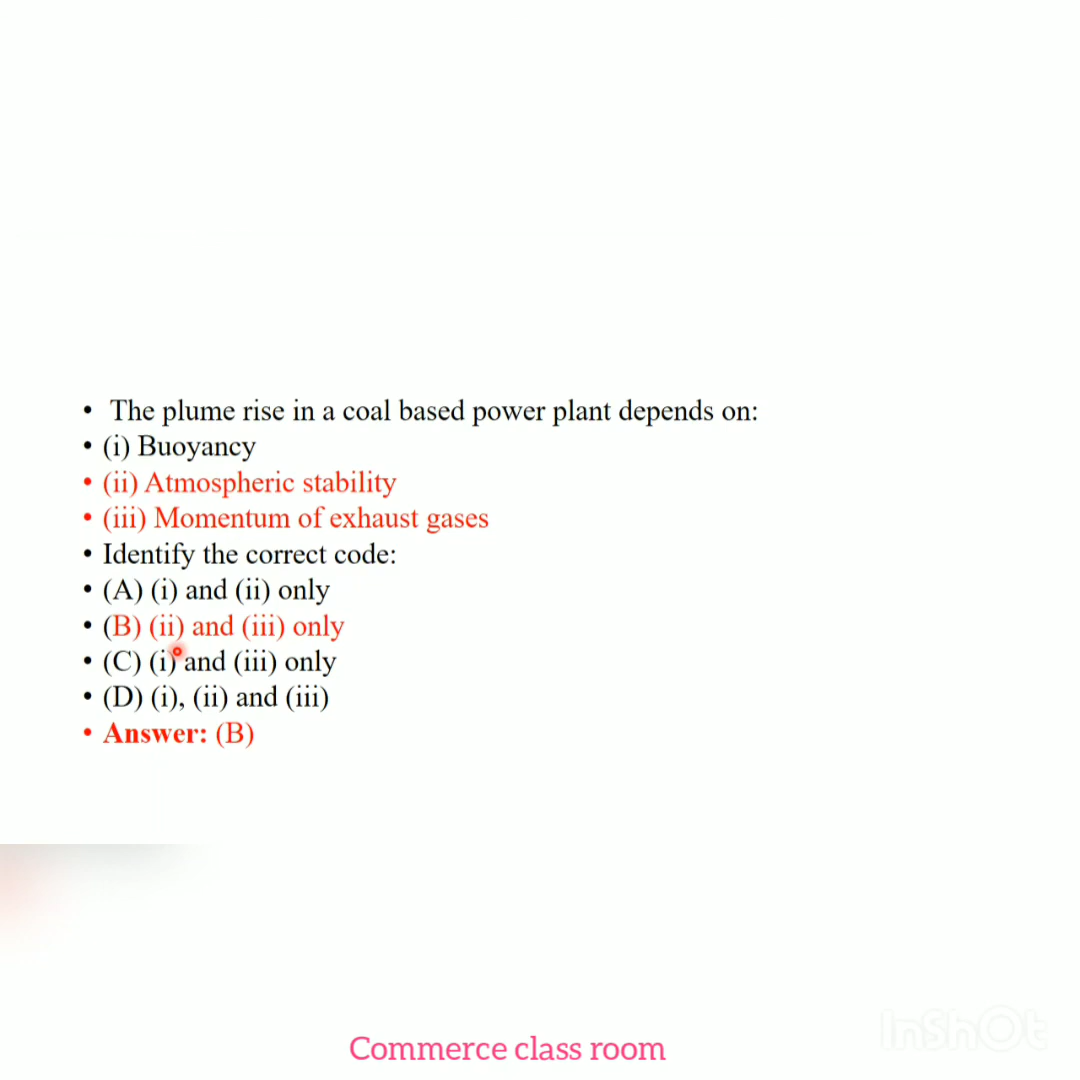 • The plume rise in a coal based power plant depends on:
• (i) Buoyancy
• (ii) Atmospheric stability
• (iii) Momentum of exhaust gases
• Identify the correct code:
• (A) (i) and (ii) only
• (B) (ii) and (iii) only
• (C) (i) and (iii) only
• (D) (i), (ii) and (iii)
• Answer: (B)
InShOt
Commerce class room